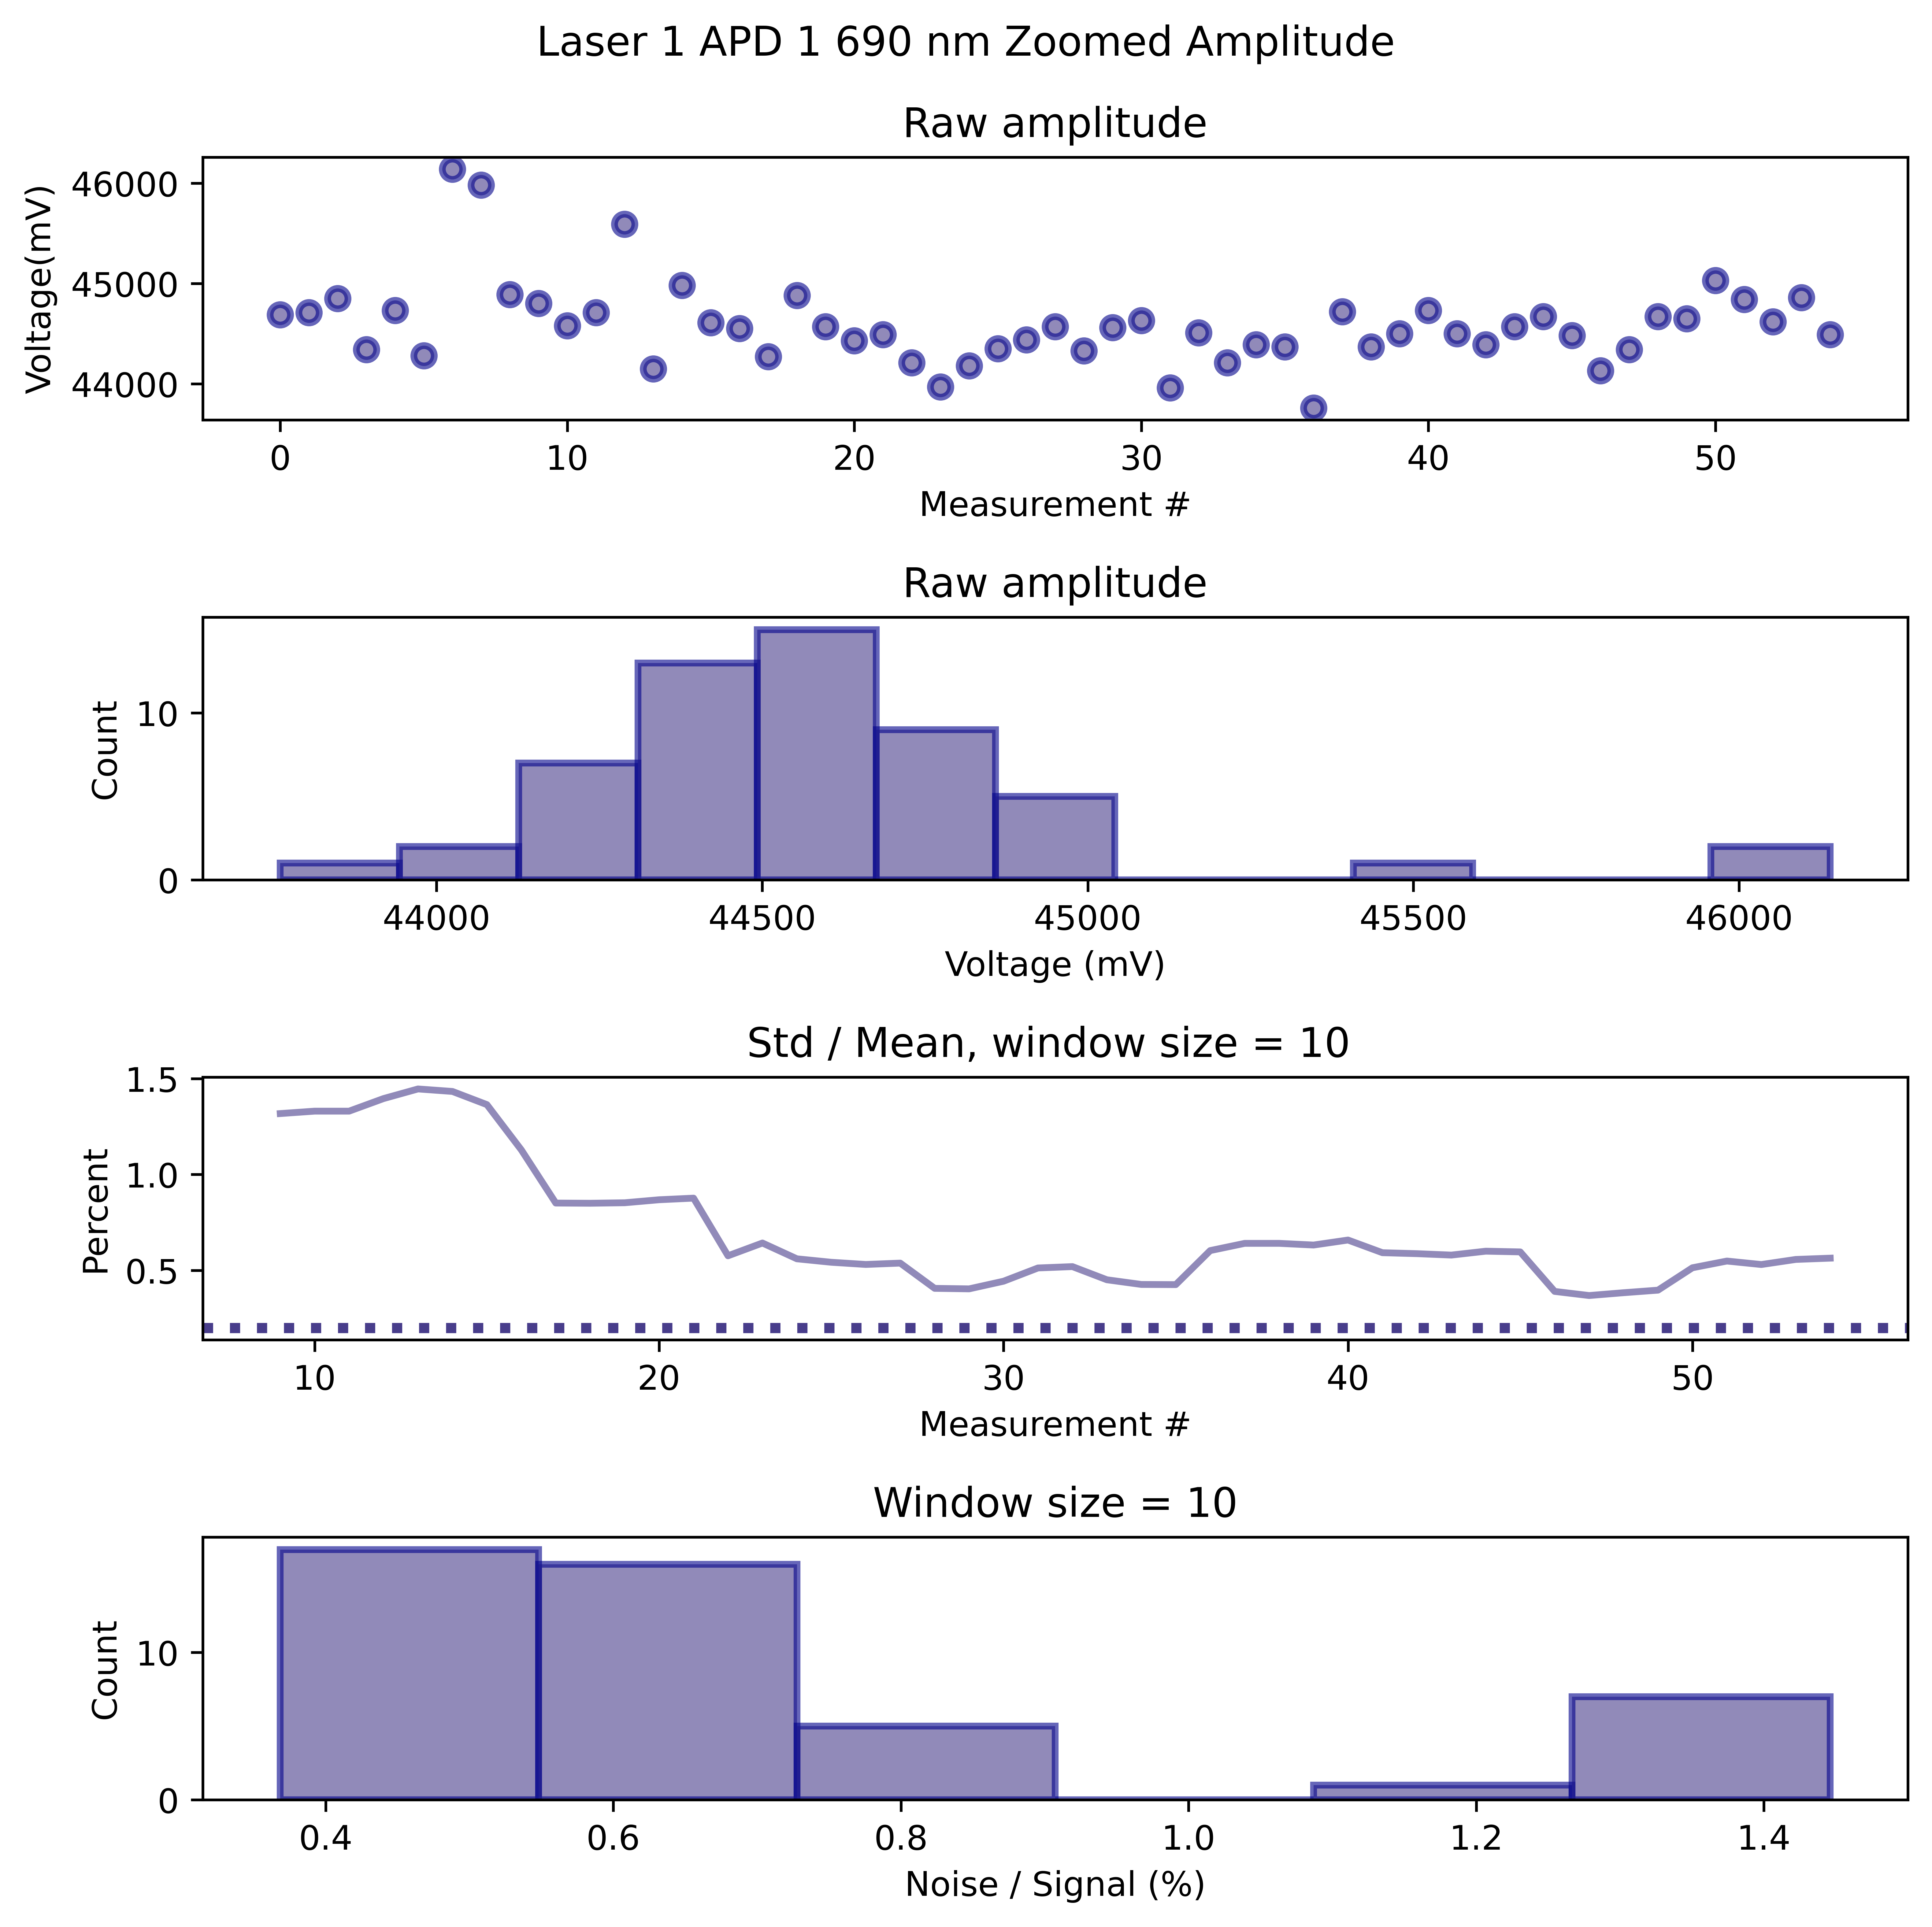 Laser 1 APD 1 690 nm Zoomed Amplitude
Raw amplitude
Voltage(mV)
46000
45000
44000
0 10 20 30 40 50
Measurement #
Raw amplitude
Count
10
0
44000 44500 45000 45500 46000
Voltage (mV)
Std / Mean, window size = 10
Percent
1.5
1.0
0.5
10 20 30 40 50
Measurement #
Window size = 10
Count
10
0
0.4 0.6 0.8 1.0 1.2 1.4
Noise / Signal (%)